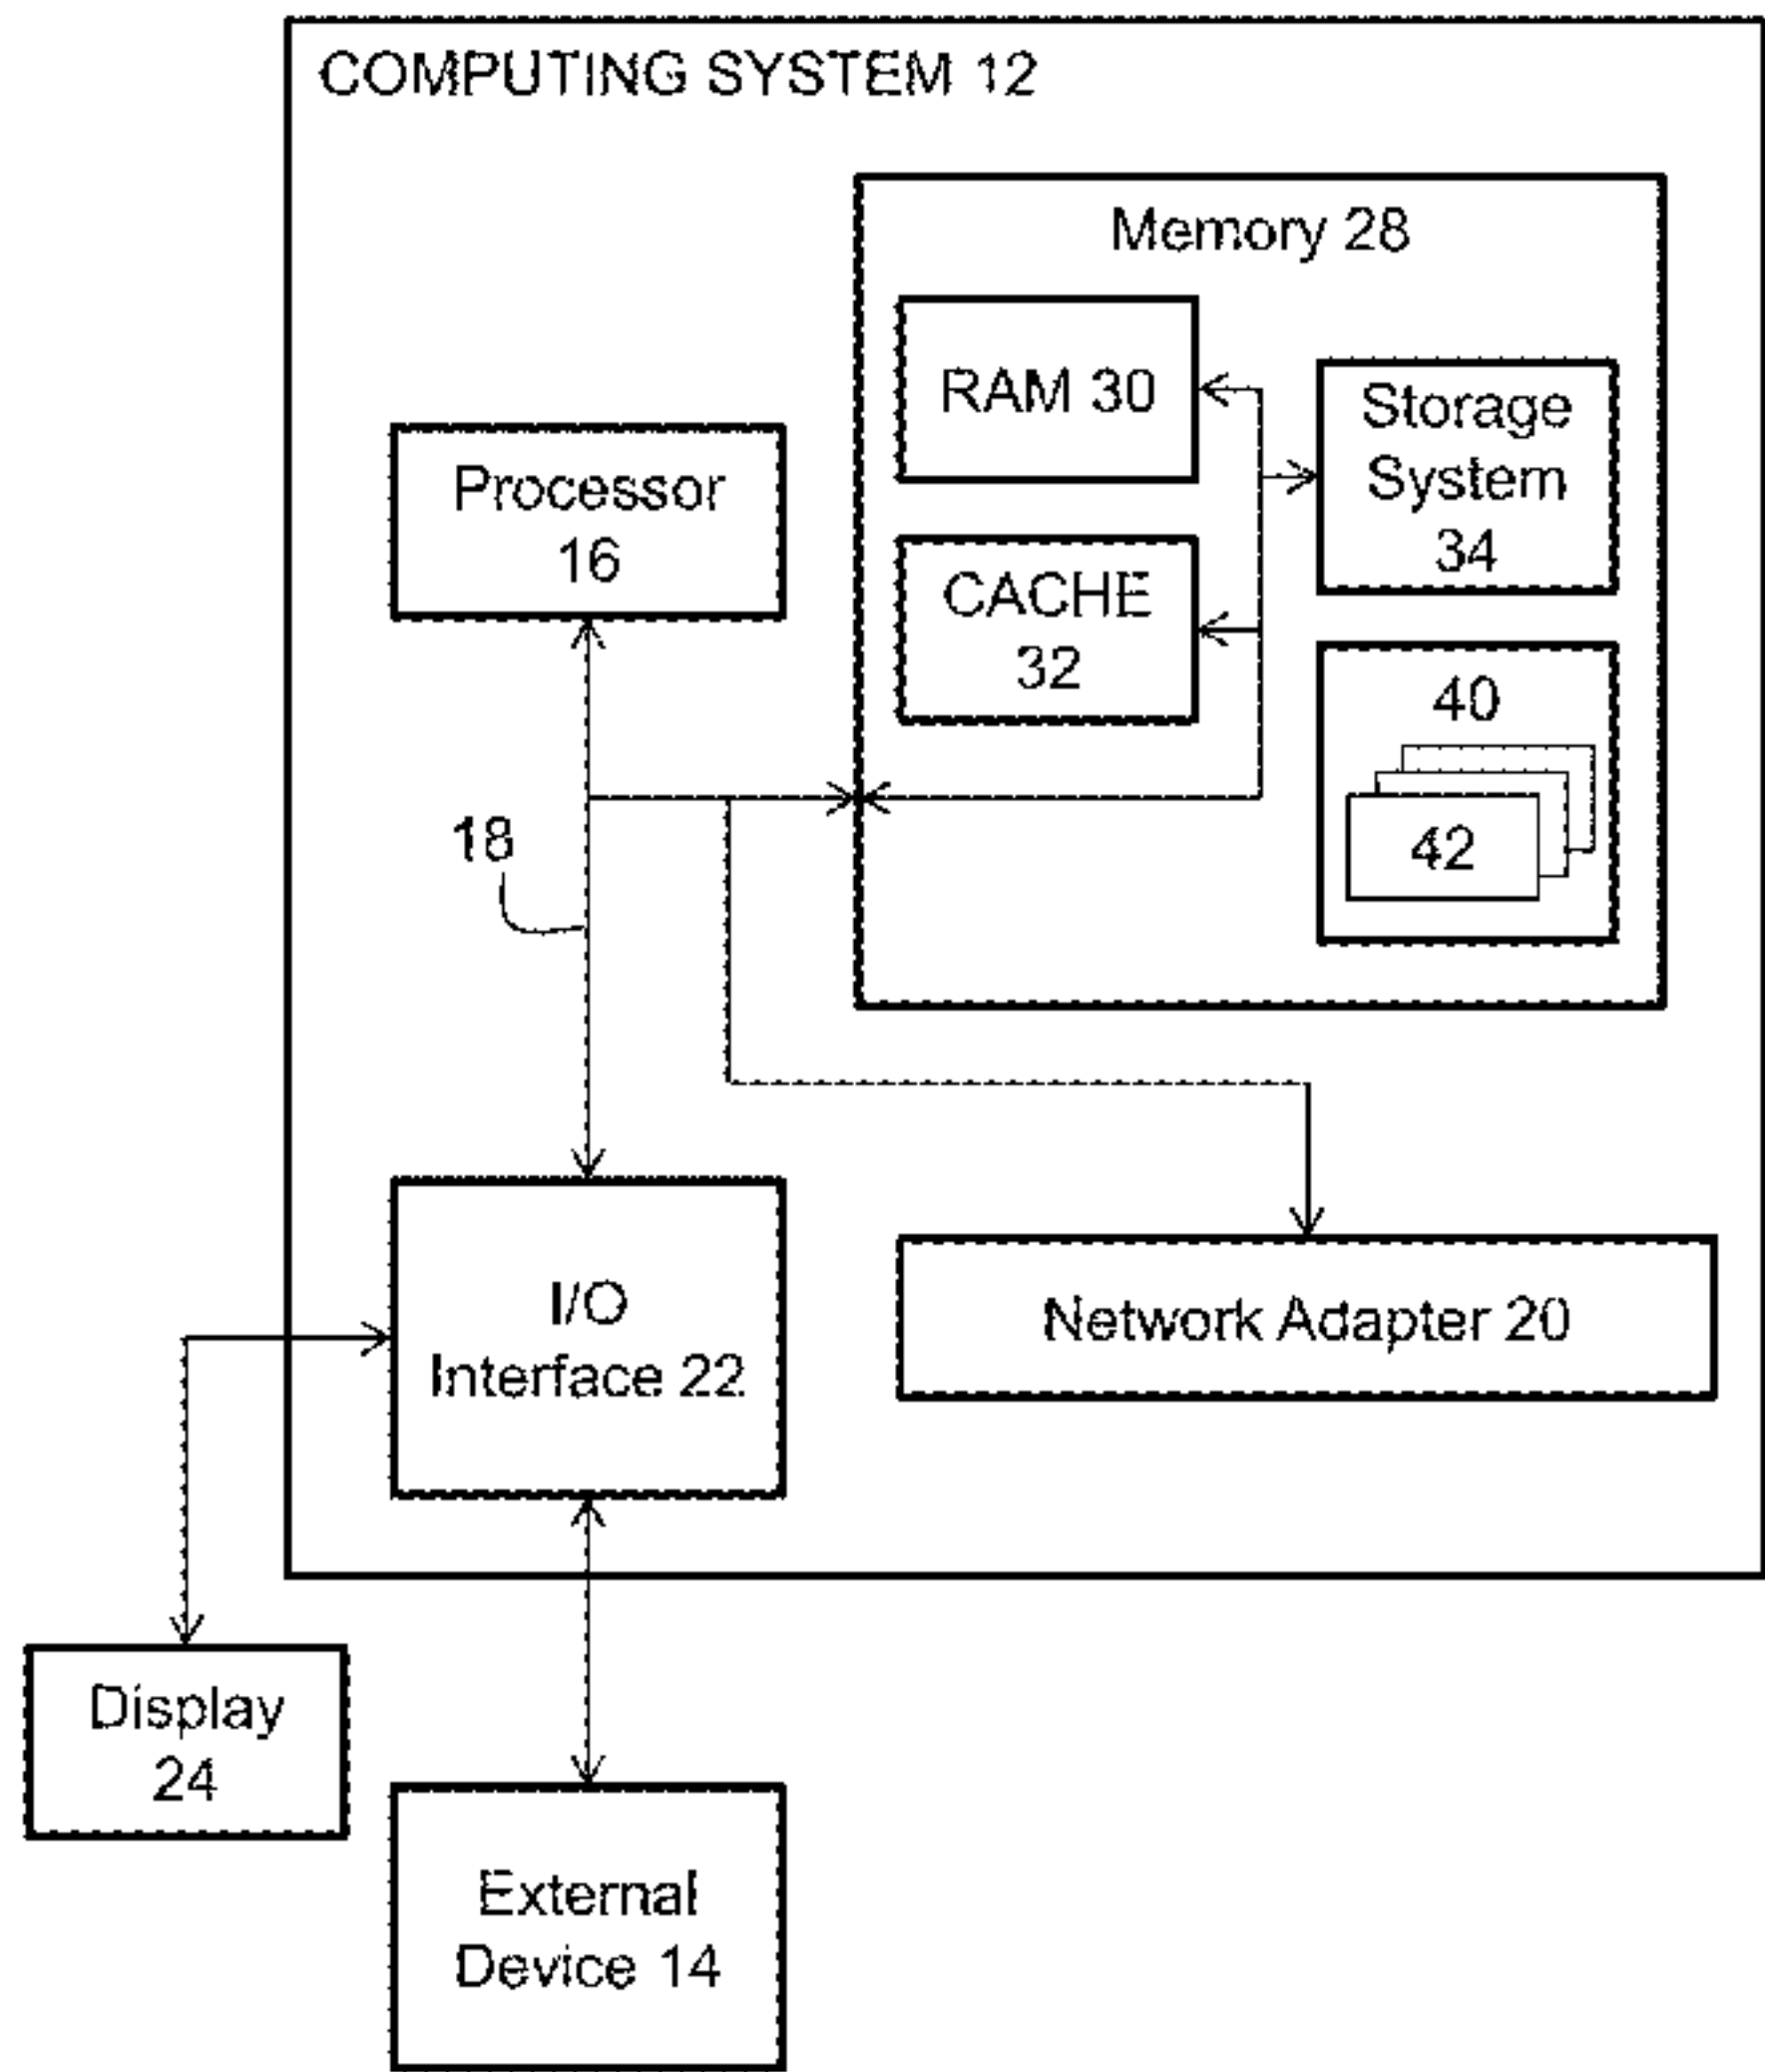 COMPUTING SYSTEM 12
Memory 28
RAM 30
Storage
System
34
Processor
16
CACHE
32
40
42
18
I/O
Interface 22
Network Adapter 20
Display
24
External
Device 14